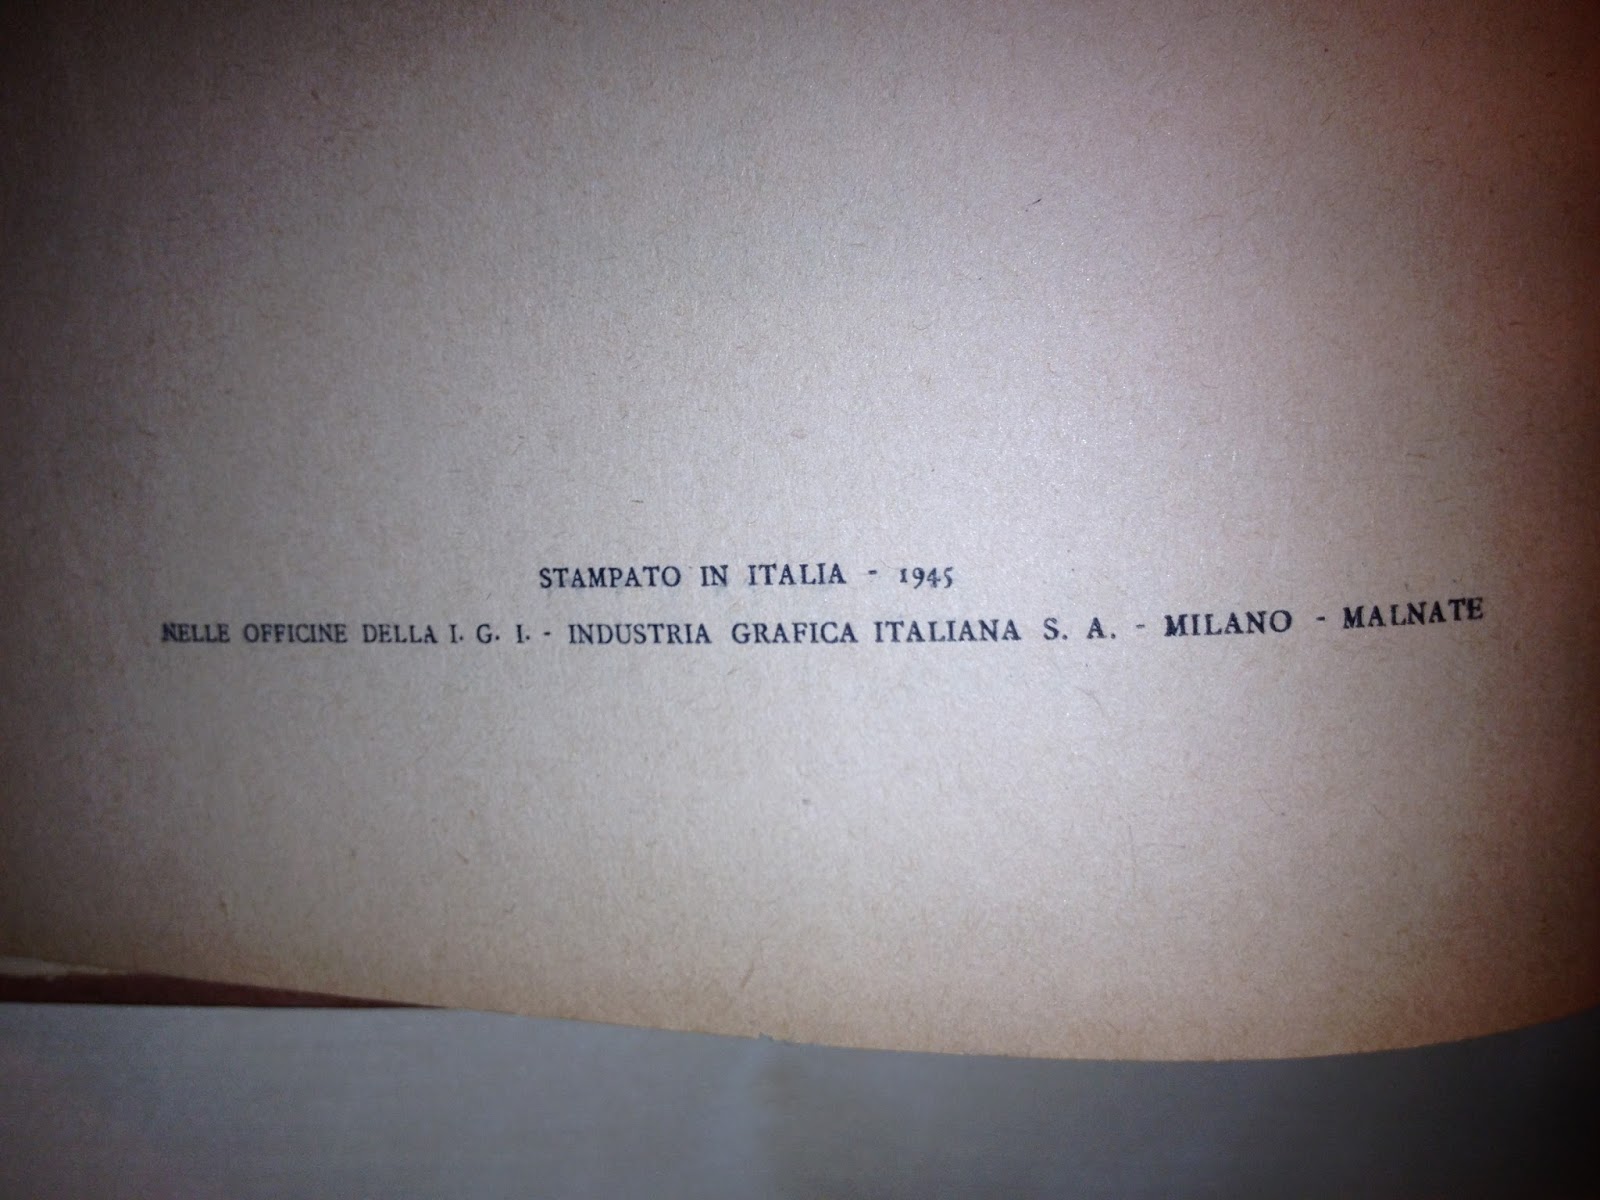 STAMPATO IN ITALIA - 1945
NELLE OFFICINE DELLA I. G. I. - INDUSTRIA GRAFICA ITALIANA S. A. - MILANO - MALNATE